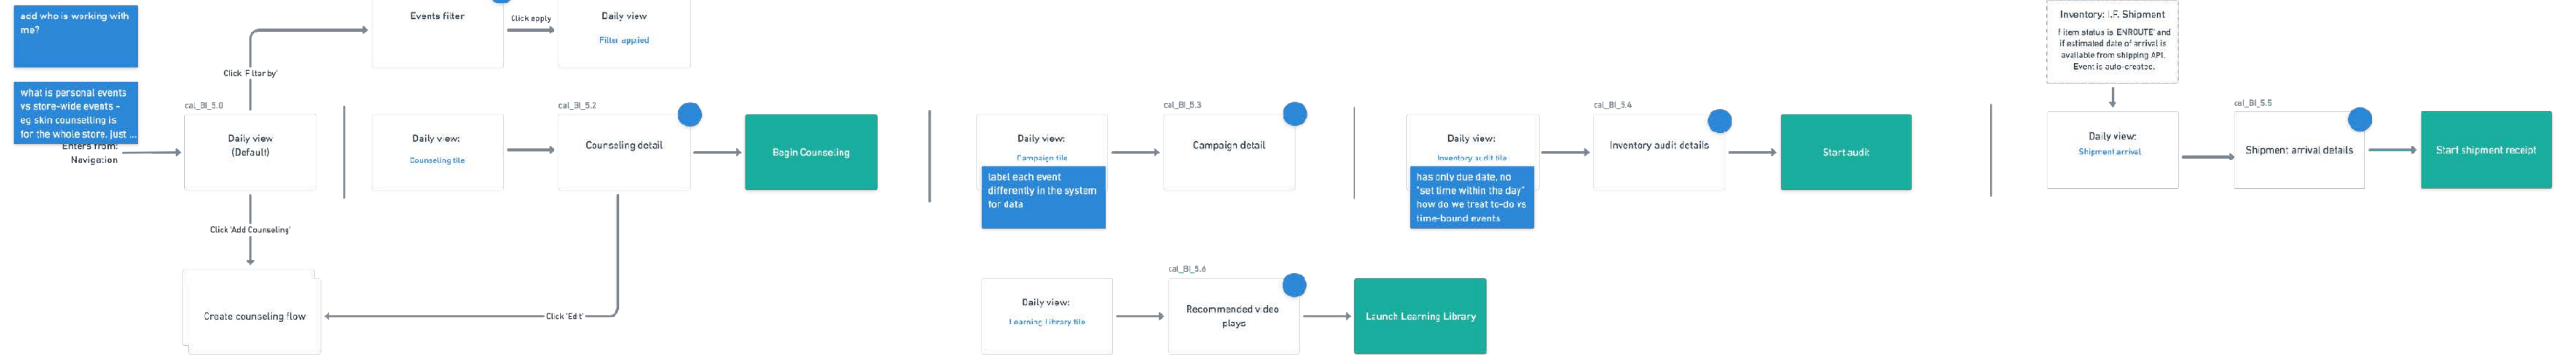 add who is working with
me?
what is personal events
vs store-wide events -
eg skin counselling is
for the whole store. Just ...
Enters from:
Navigation
cal_BI_5.0
Daily view
(Default)
Click 'Filter by'
Events filter
Click apply
Daily view
Filter applied
Click 'Add Counseling'
Create counseling flow
Daily view:
Counseling tile
cal_BI_5.2
Counseling detail
Begin Counseling
Click 'Edit'
Daily view:
Campaign tile
label each event
differently in the system
for data
cal_BI_5.3
Campaign detail
Daily view:
Inventory audit tile
has only due date, no
"set time within the day"
how do we treat to-do vs
time-bound events
cal_BI_5.4
Inventory audit details
Start audit
Daily view:
Learning Library tile
cal_BI_5.6
Recommended video
plays
Launch Learning Library
Inventory: I.F. Shipment
f item status is 'ENROUTE' and
if estimated date of arrival is
available from shipping API.
Event is auto-created.
Daily view:
Shipment arrival
cal_BI_5.5
Shipment arrival details
Start shipment receipt